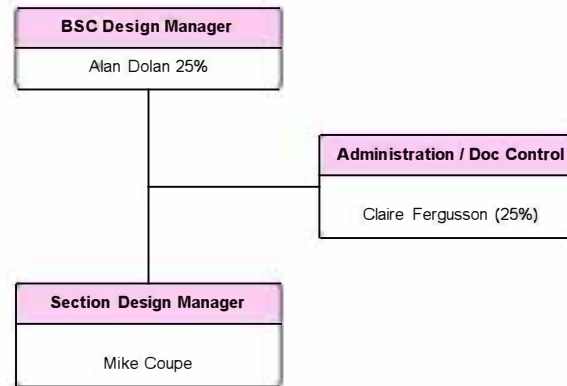 BSC Design Manager
Alan Dolan 25%
Administration / Doc Control
Claire Fergusson (25%)
Section Design Manager
Mike Coupe